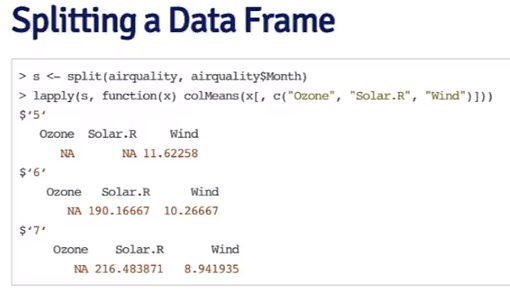 Splitting a Data Frame
> s <- split(airquality, airquality$Month)
> lapply(s, function(x) colMeans(x[, c("Ozone", "Solar.R", "Wind")]))
$‘5‘
Ozone Solar.R Wind
NA NA 11.62258
$‘6‘
Ozone Solar.R Wind
NA 190.16667 10.26667
$‘7‘
Ozone Solar.R Wind
NA 216.483871 8.941935